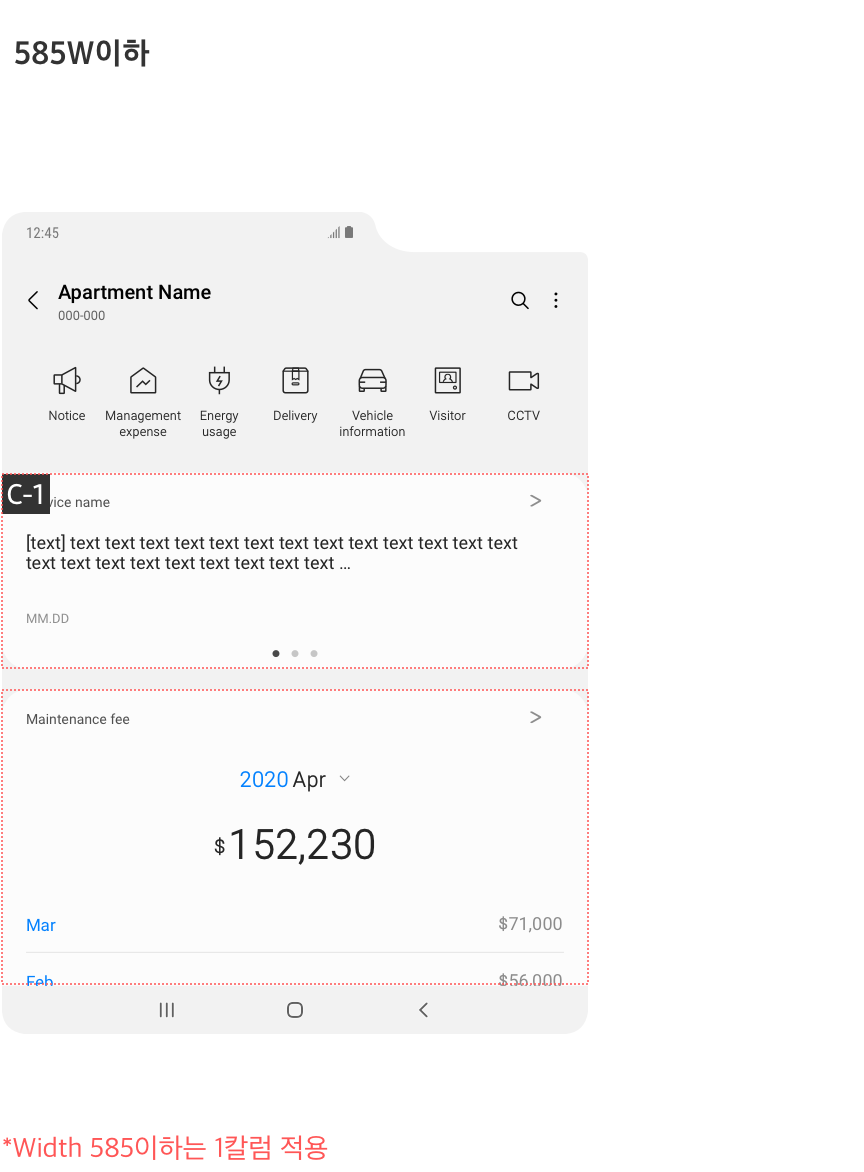 585W이하
12:45
Apartment Name
000-000
Notice
Management
expense
Energy
usage
Delivery
Vehicle
information
Visitor
CCTV
C-1
vice name
[text] text text text text text text text text text text text text text
text text text text text text text text text ...
MM.DD
Maintenance fee
2020 Apr
$152,230
Mar $71,000
Feb $56,000
*Width 585이하는 1칼럼 적용